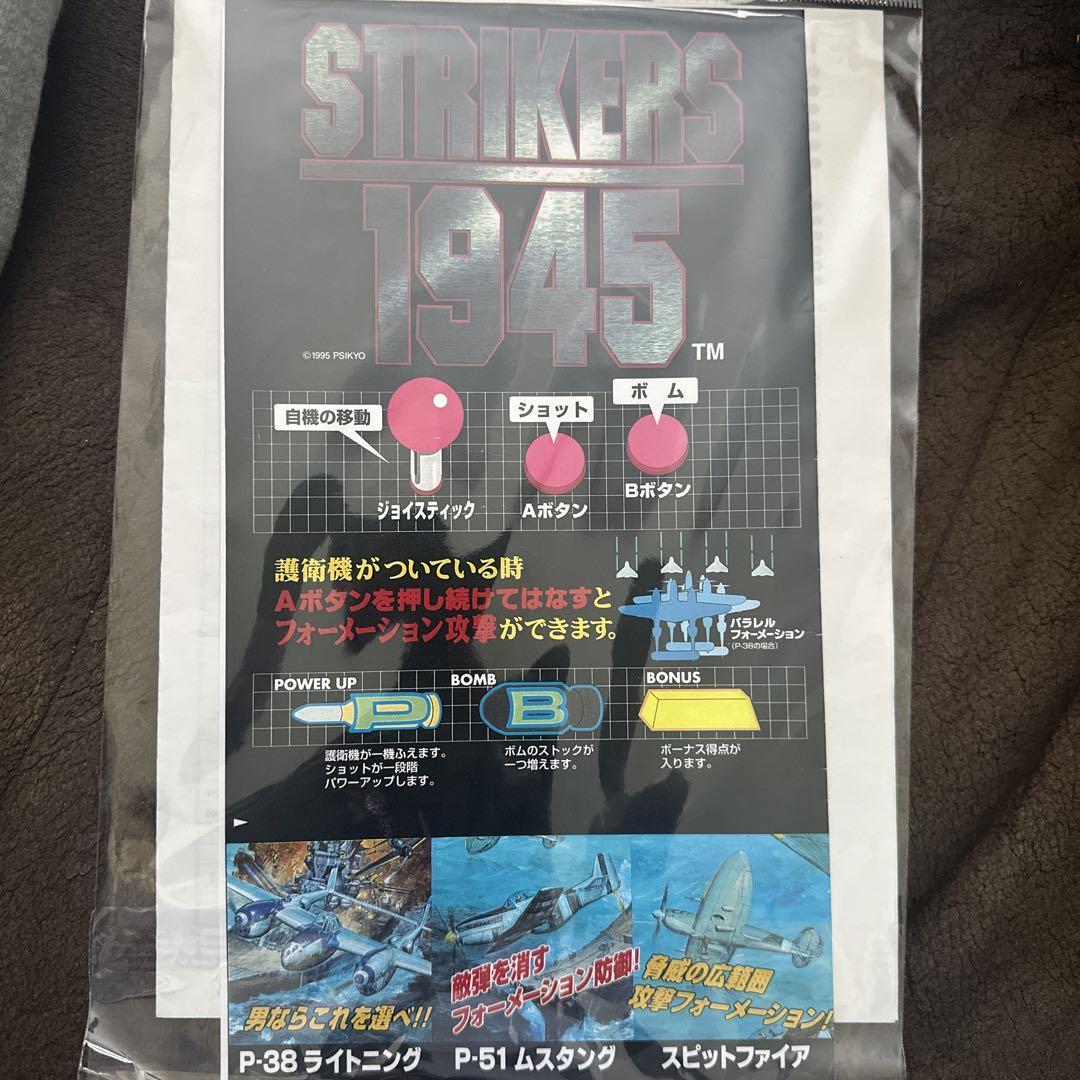 STRIKERS
1945
TM
©1995 PSIKYO
自機の移動
ショット
ボム
ジョイスティック
Aボタン
Bボタン
護衛機がついている時
Aボタンを押し続けてはなすと
フォーメーション攻撃ができます。
パラレル
フォーメーション
(P-38の場合)
POWER UP
BOMB
BONUS
P
B
護衛機が一機ふえます。
ショットが一段階
パワーアップします。
ボムのストックが
一つ増えます。
ボーナス得点が
入ります。
男ならこれを選べ!!
敵弾を消す
フォーメーション防御!
脅威の広範囲
攻撃フォーメーション!
P-38 ライトニング
P-51 ムスタング
スピットファイア